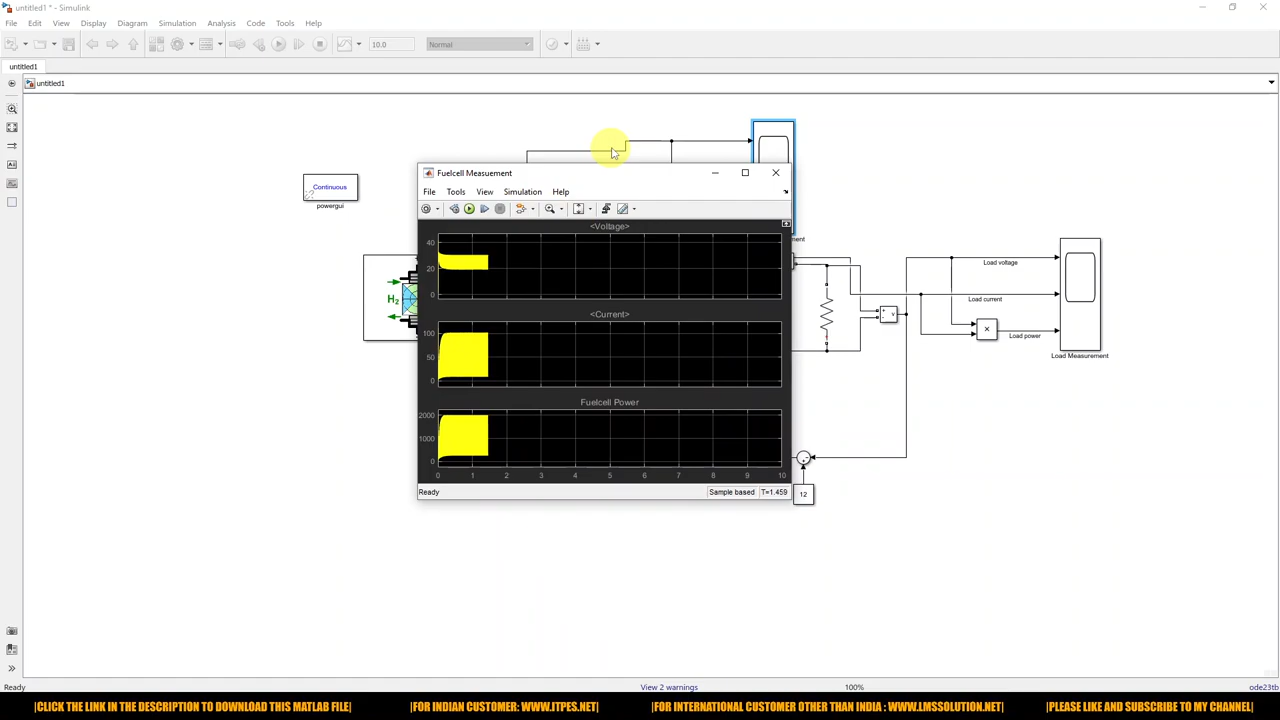 untitled1 * - Simulink
File Edit View Display Diagram Simulation Analysis Code Tools Help
10.0 Normal
untitled1
untitled1
Continuous
powergui
Fuelcell Measuement
File Tools View Simulation Help
<Voltage>
40
20
0
<Current>
100
50
0
Fuelcell Power
2000
1000
0
0 1 2 3 4 5 6 7 8 9 10
Ready Sample based T=1.459
H2
ment
+
-
v
×
Load voltage
Load current
Load power
Load Measurement
12
Ready View 2 warnings 100% ode23tb
|CLICK THE LINK IN THE DESCRIPTION TO DOWNLOAD THIS MATLAB FILE| |FOR INDIAN CUSTOMER: WWW.ITPES.NET| |FOR INTERNATIONAL CUSTOMER OTHER THAN INDIA : WWW.LMSSOLUTION.NET| |PLEASE LIKE AND SUBSCRIBE TO MY CHANNEL|